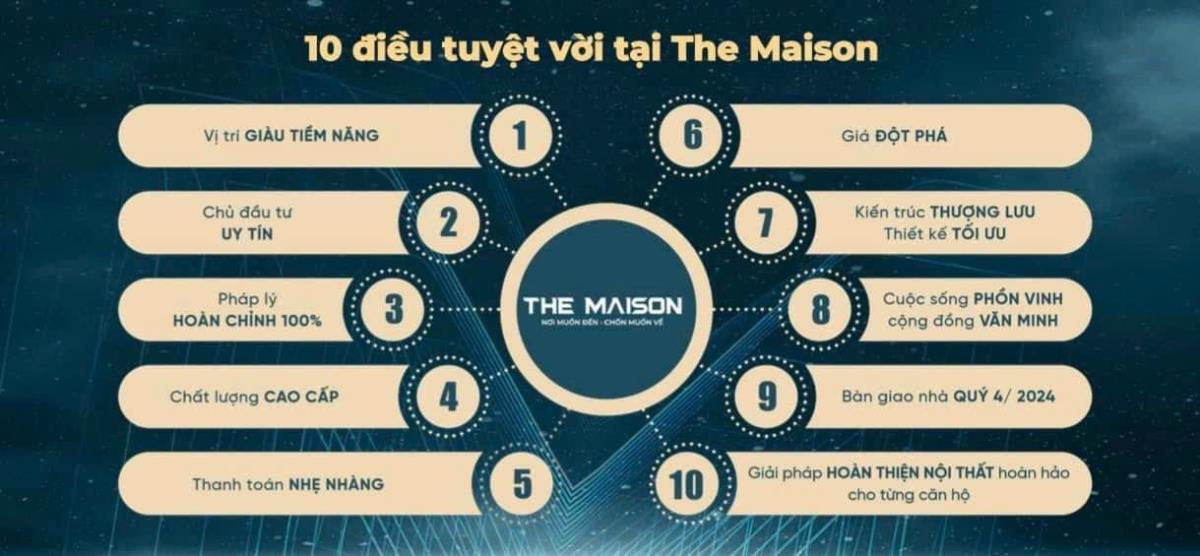 10 điều tuyệt vời tại The Maison
Vị trí GIÀU TIỀM NĂNG
1
Chủ đầu tư
UY TÍN
2
Pháp lý
HOÀN CHỈNH 100%
3
Chất lượng CAO CẤP
4
Thanh toán NHẸ NHÀNG
5
THE MAISON
NƠI MUỐN ĐẾN - CHỐN MUỐN VỀ
6
Giá ĐỘT PHÁ
7
Kiến trúc THƯỢNG LƯU
Thiết kế TỐI ƯU
8
Cuộc sống PHỒN VINH
cộng đồng VĂN MINH
9
Bàn giao nhà QUÝ 4/ 2024
10
Giải pháp HOÀN THIỆN NỘI THẤT hoàn hảo
cho từng căn hộ